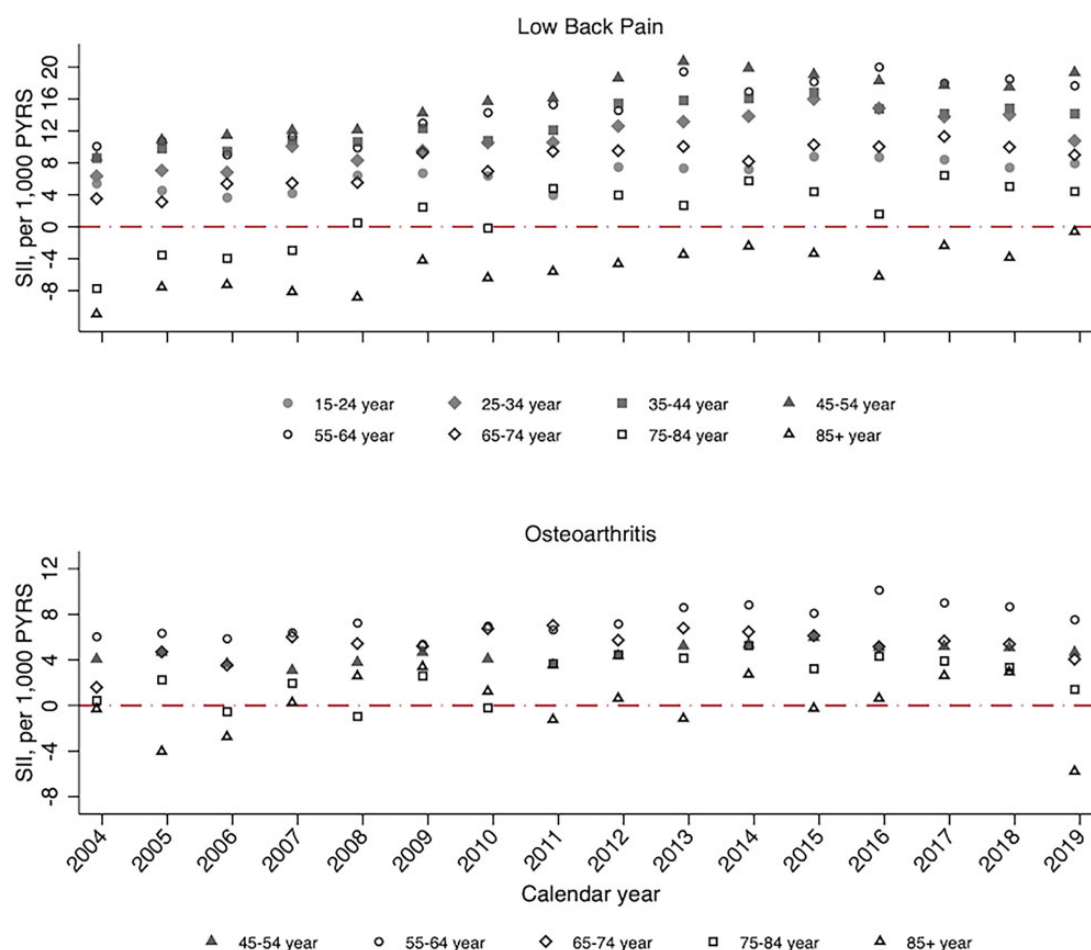 Low Back Pain
SII, per 1,000 PYRS
20
16
12
8
4
0
-4
-8
15-24 year 25-34 year 35-44 year 45-54 year
55-64 year 65-74 year 75-84 year 85+ year
Osteoarthritis
SII, per 1,000 PYRS
12
8
4
0
-4
-8
2004 2005 2006 2007 2008 2009 2010 2011 2012 2013 2014 2015 2016 2017 2018 2019
Calendar year
45-54 year 55-64 year 65-74 year 75-84 year 85+ year